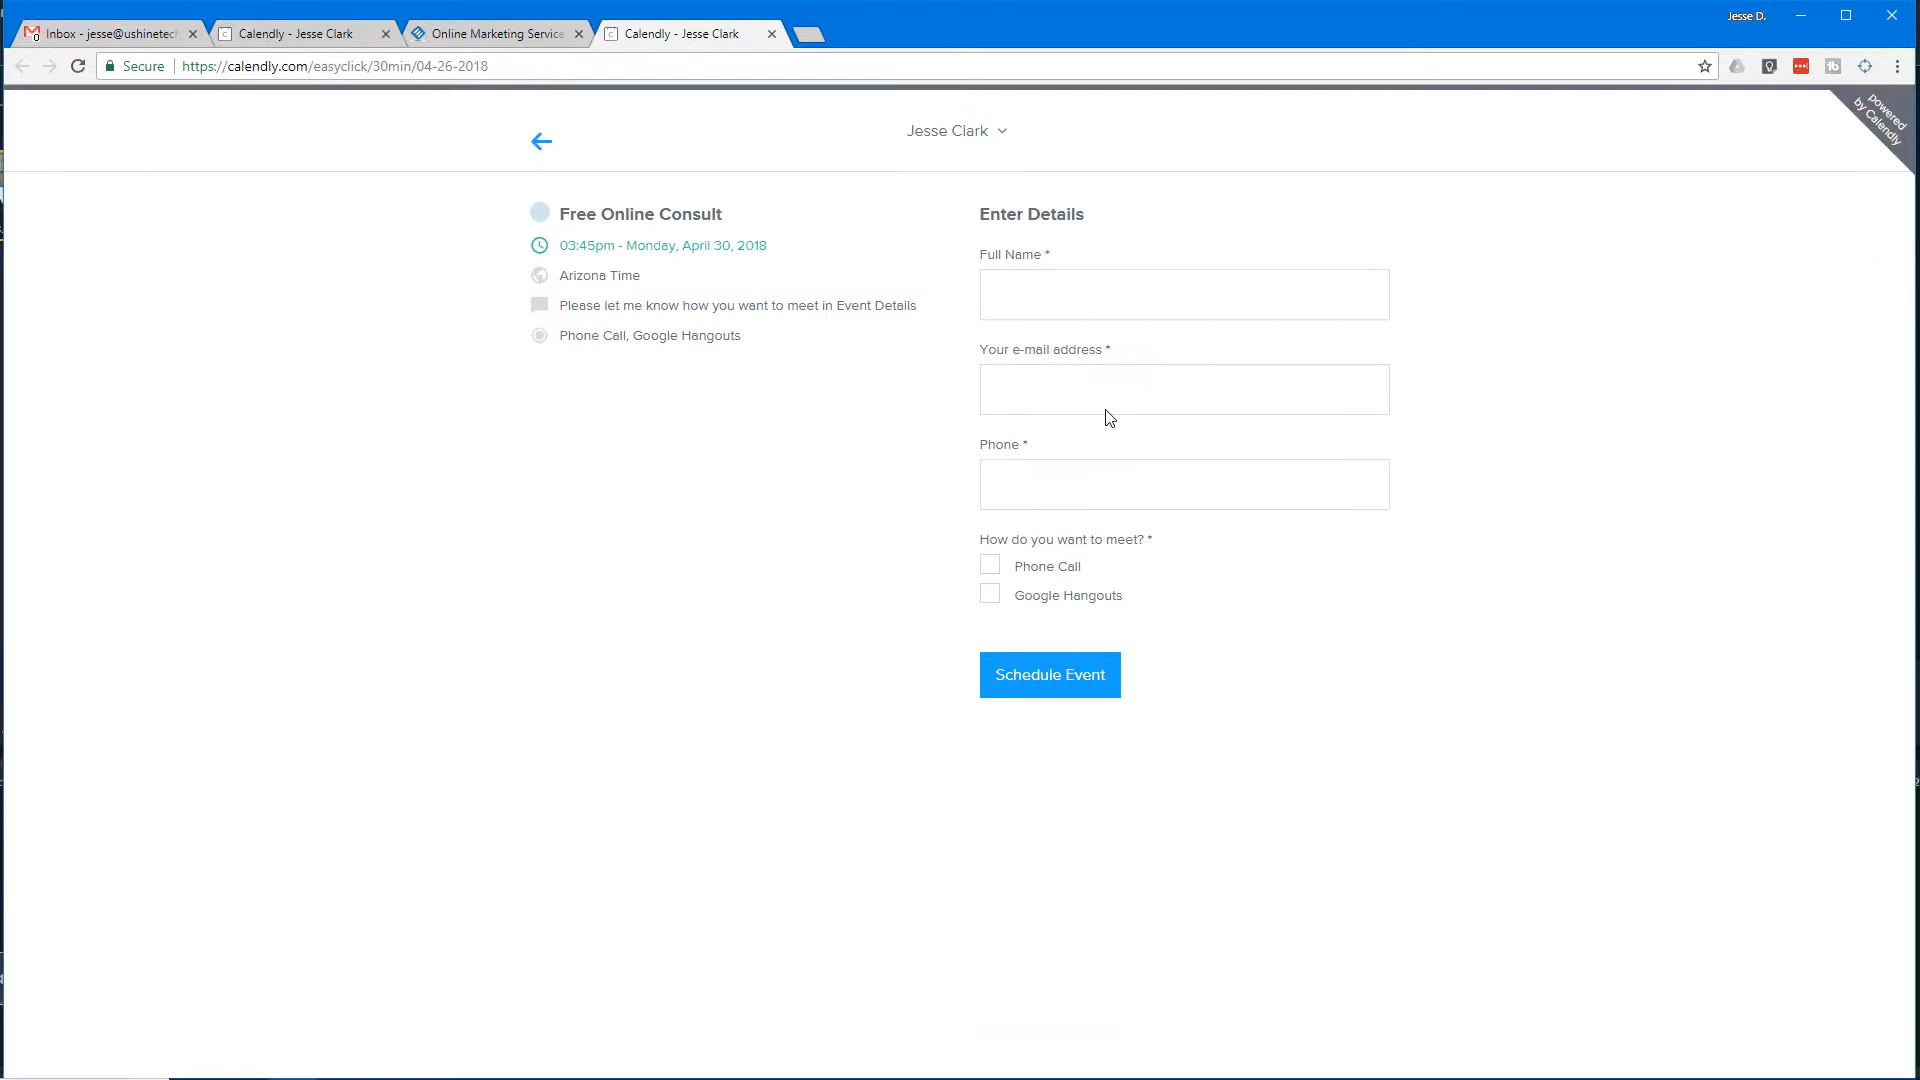 Jesse D.
Inbox - jesse@ushinetec
Calendly - Jesse Clark
Online Marketing Service
Calendly - Jesse Clark
Secure
https://calendly.com/easyclick/30min/04-26-2018
powered
by Calendly
Jesse Clark
Free Online Consult
03:45pm - Monday, April 30, 2018
Arizona Time
Please let me know how you want to meet in Event Details
Phone Call, Google Hangouts
Enter Details
Full Name *
Your e-mail address *
Phone *
How do you want to meet? *
Phone Call
Google Hangouts
Schedule Event